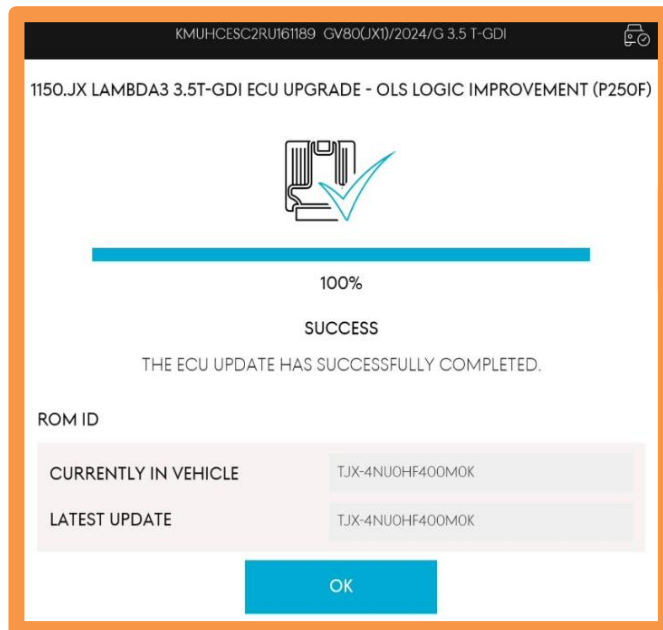 KMUHCESC2RU161189 GV80(JX1)/2024/G 3.5 T-GDI
1150.JX LAMBDA3 3.5T-GDI ECU UPGRADE - OLS LOGIC IMPROVEMENT (P250F)
100%
SUCCESS
THE ECU UPDATE HAS SUCCESSFULLY COMPLETED.
ROM ID
CURRENTLY IN VEHICLE TJX-4NU0HF400M0K
LATEST UPDATE TJX-4NU0HF400M0K
OK